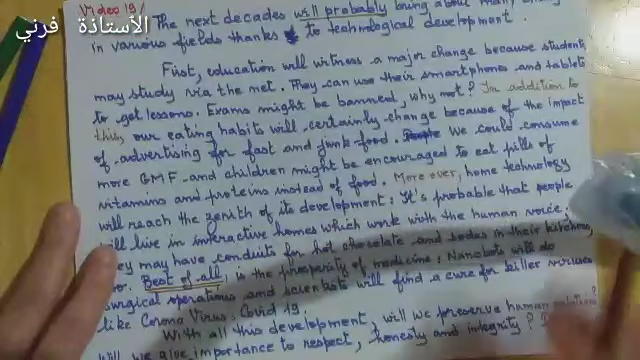 Video 19/
الأستاذة فرني
The next decades will probably bring about many
in various fields thanks to technological development.
First, education will witness a major change because students
may study via the net. They can use their smartphones and tablets
to get lessons. Exams might be banned, why not? In addition to
this, our eating habits will certainly change because of the impact
of advertising for fast and junk food. We could consume
more GMF and children might be encouraged to eat pills of
vitamins and proteins instead of food. More over, home technology
will reach the zenith of its development: It's probable that people
will live in interactive homes which work with the human voice;
they may have conduits for hot chocolate and sodas in their kitchens,
Best of all, is the prosperity of medicine: Nanobots will do
surgical operations and scientists will find a cure for killer viruses
like Corona Virus, Covid 19.
With all this development, will we preserve human
will we give importance to respect, honesty and integrity?